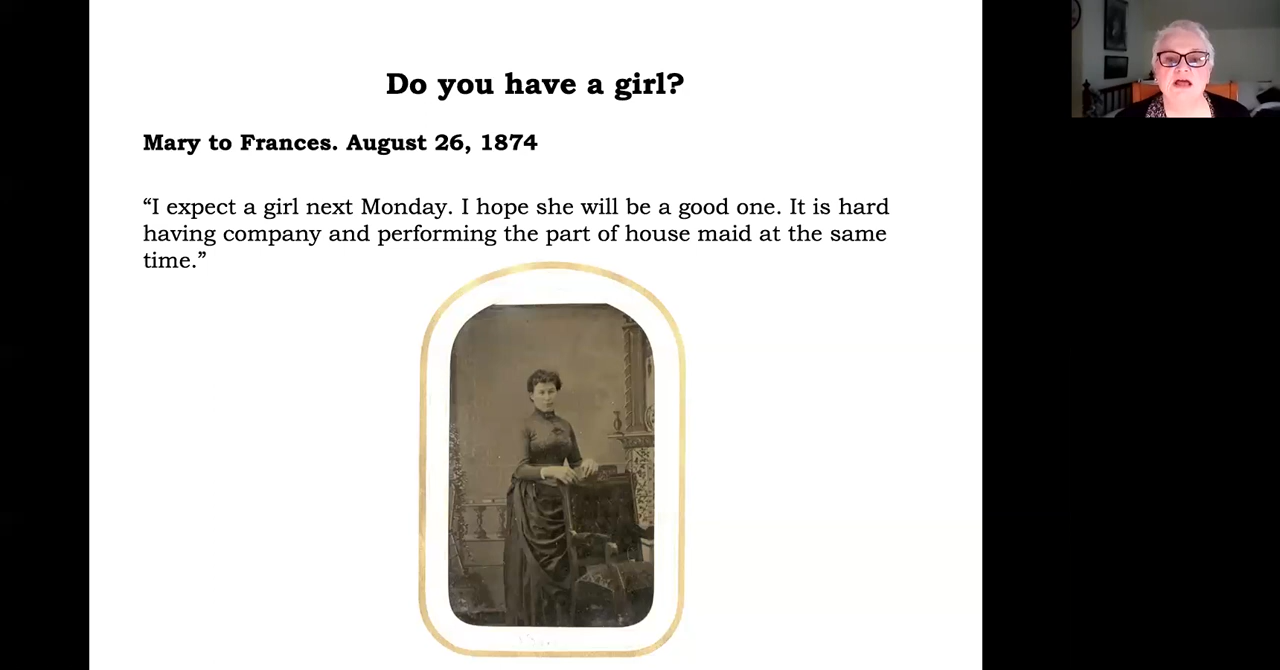 Do you have a girl?
Mary to Frances. August 26, 1874
“I expect a girl next Monday. I hope she will be a good one. It is hard
having company and performing the part of house maid at the same
time.”